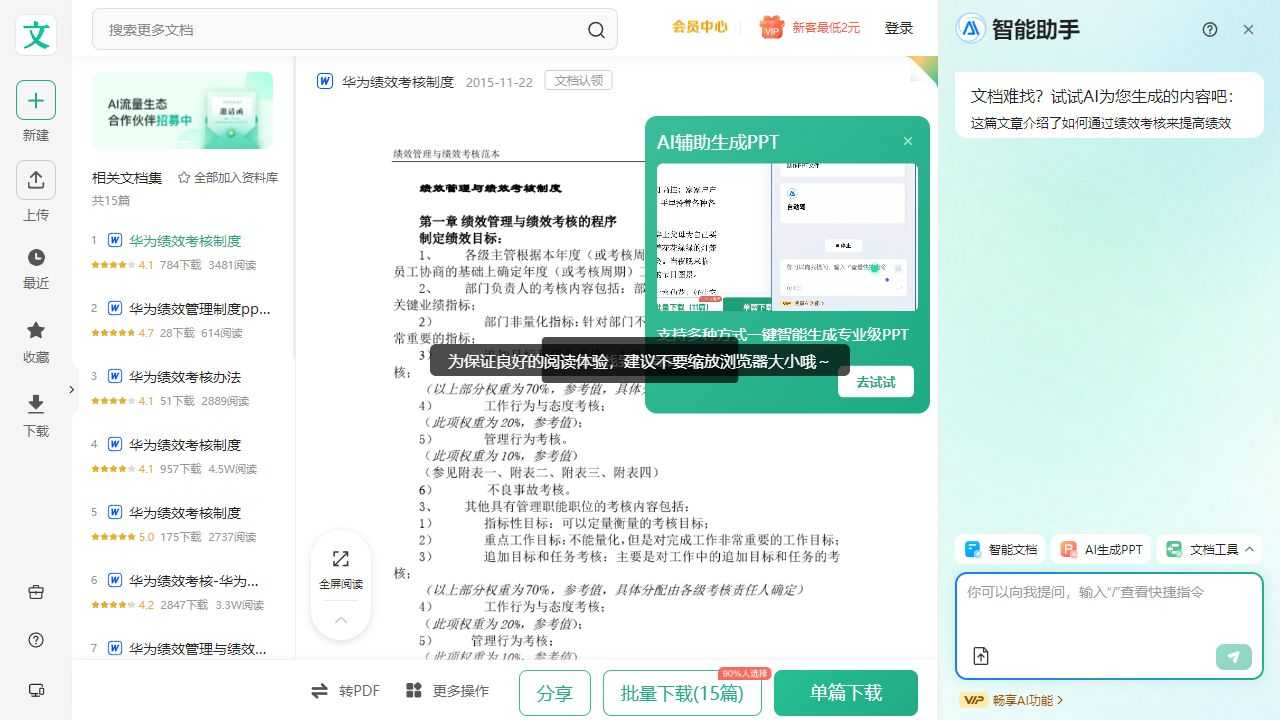 文
搜索更多文档
会员中心
VIP
新客最低2元
登录
新建
上传
最近
收藏
下载
AI流量生态
合作伙伴招募中
邀请函
相关文档集
全部加入资料库
共15篇
1 华为绩效考核制度
4.1 784下载 3481阅读
2 华为绩效管理制度pp...
4.7 28下载 614阅读
3 华为绩效考核办法
4.1 51下载 2889阅读
4 华为绩效考核制度
4.1 957下载 4.5W阅读
5 华为绩效考核制度
5.0 175下载 2737阅读
6 华为绩效考核-华为...
4.2 2847下载 3.3W阅读
7 华为绩效管理与绩效...
华为绩效考核制度 2015-11-22 文档认领
绩效管理与绩效考核范本
绩效管理与绩效考核制度
第一章 绩效管理与绩效考核的程序
制定绩效目标:
1、 各级主管根据本年度(或考核周
员工协商的基础上确定年度(或考核周期)工
2、 部门负责人的考核内容包括:部
关键业绩指标;
2) 部门非量化指标:针对部门不
常重要的指标;
3)
核;
(以上部分权重为70%,参考值,具体分
4) 工作行为与态度考核;
(此项权重为 20%,参考值);
5) 管理行为考核。
(此项权重为 10%,参考值)
(参见附表一、附表二、附表三、附表四)
6) 不良事故考核。
3、 其他具有管理职能职位的考核内容包括:
1) 指标性目标:可以定量衡量的考核目标;
2) 重点工作目标:不能量化,但是对完成工作非常重要的工作目标;
3) 追加目标和任务考核:主要是对工作中的追加目标和任务的考
核;
(以上部分权重为70%,参考值,具体分配由各级考核责任人确定)
4) 工作行为与态度考核;
(此项权重为 20%,参考值);
5) 管理行为考核;
(此项权重为 10%,参考值)
为保证良好的阅读体验,建议不要缩放浏览器大小哦~
AI辅助生成PPT
支持多种方式一键智能生成专业级PPT
去试试
全屏阅读
转PDF
更多操作
分享
批量下载(15篇)
90%人选择
单篇下载
智能助手
文档难找?试试AI为您生成的内容吧:
这篇文章介绍了如何通过绩效考核来提高绩效
智能文档
AI生成PPT
文档工具
你可以向我提问,输入“/”查看快捷指令
VIP 畅享AI功能